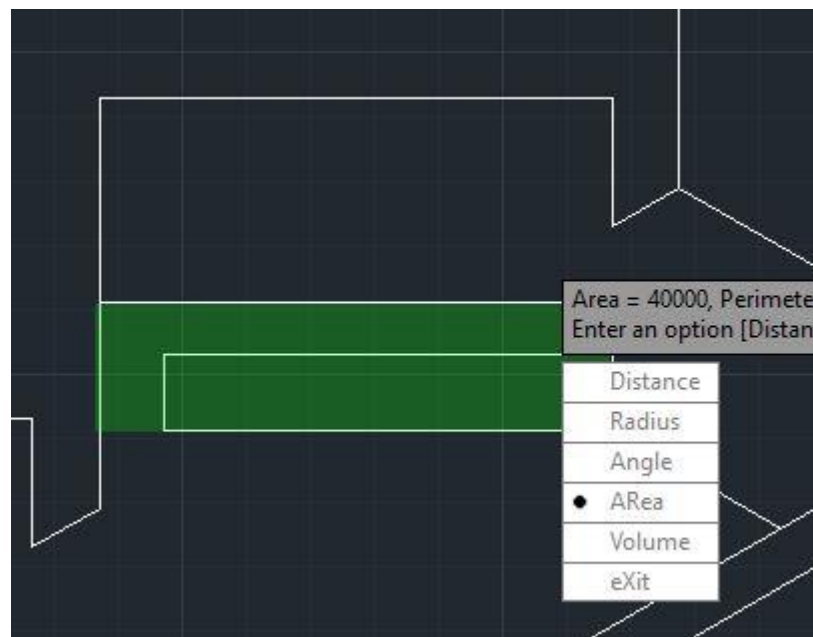 Area = 40000, Perimete
Enter an option [Distan
Distance
Radius
Angle
ARea
Volume
eXit